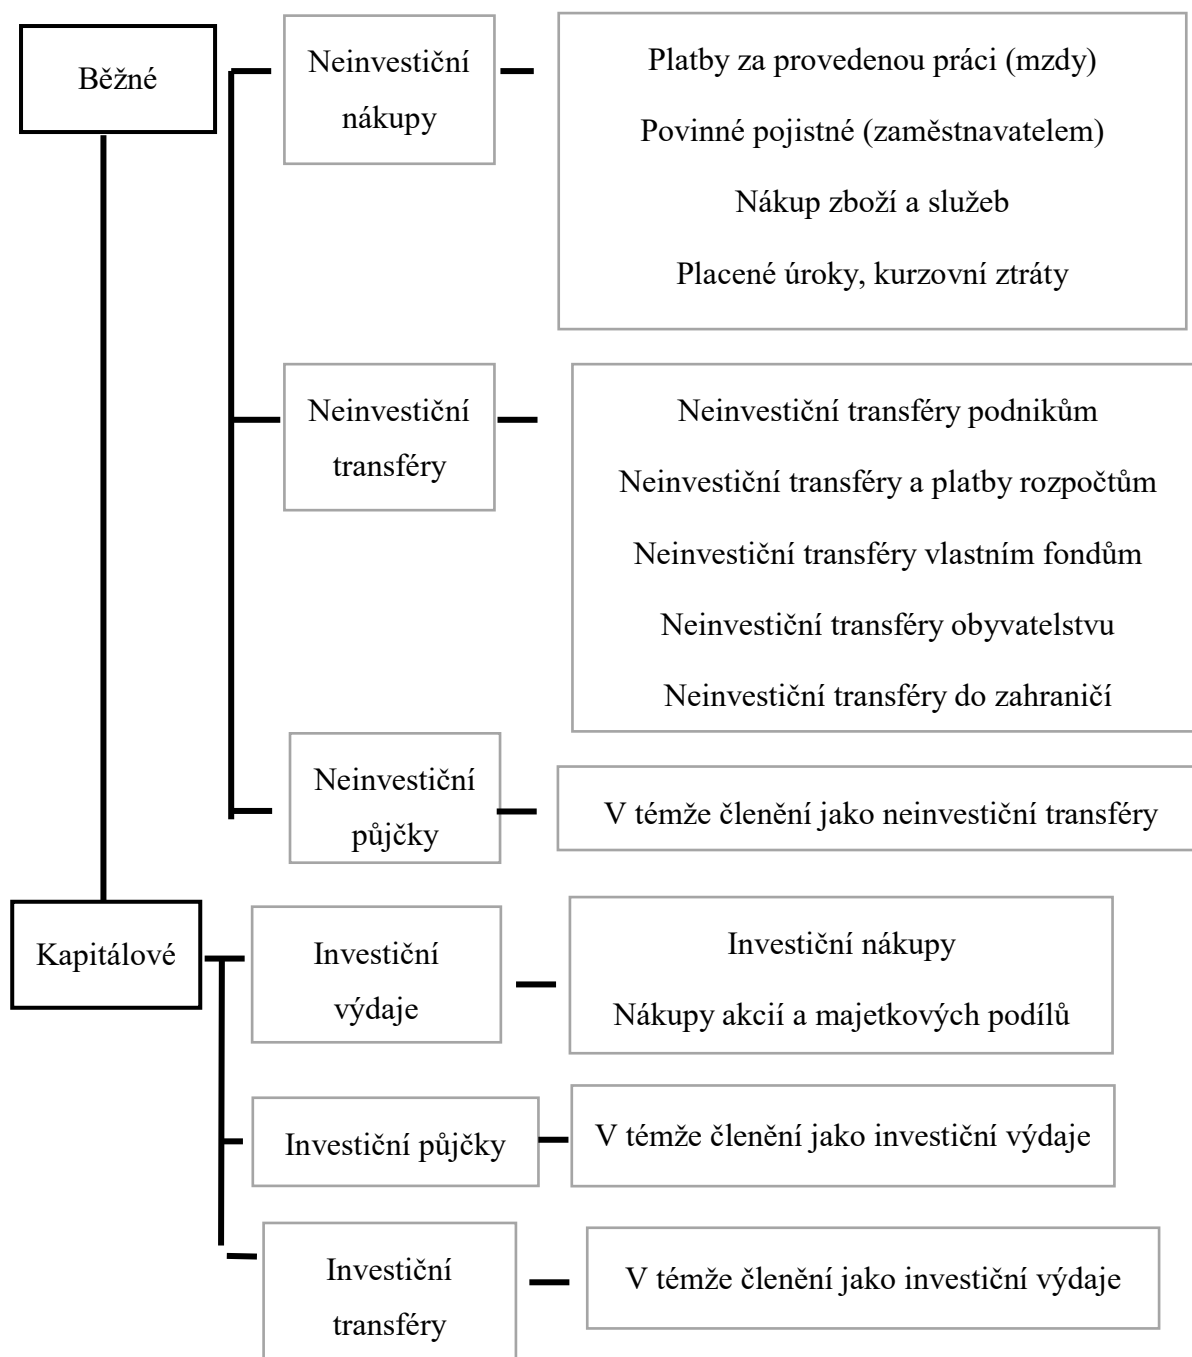 Běžné
Neinvestiční
nákupy
Platby za provedenou práci (mzdy)
Povinné pojistné (zaměstnavatelem)
Nákup zboží a služeb
Placené úroky, kurzovní ztráty
Neinvestiční
transféry
Neinvestiční transféry podnikům
Neinvestiční transféry a platby rozpočtům
Neinvestiční transféry vlastním fondům
Neinvestiční transféry obyvatelstvu
Neinvestiční transféry do zahraničí
Neinvestiční
půjčky
V témže členění jako neinvestiční transféry
Kapitálové
Investiční
výdaje
Investiční nákupy
Nákupy akcií a majetkových podílů
Investiční půjčky
V témže členění jako investiční výdaje
Investiční
transféry
V témže členění jako investiční výdaje